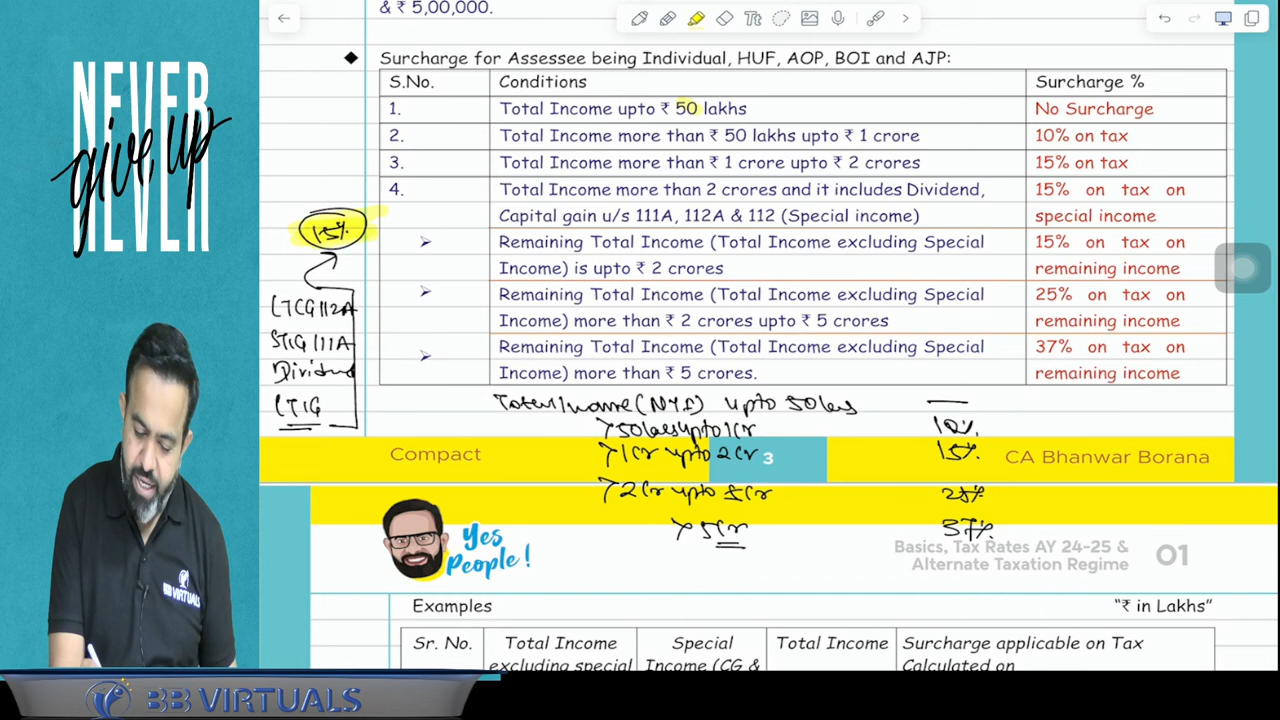 & ₹ 5,00,000.
NEVER
give up
NEVER
◆ Surcharge for Assessee being Individual, HUF, AOP, BOI and AJP:
S.No. Conditions Surcharge %
1. Total Income upto ₹ 50 lakhs No Surcharge
2. Total Income more than ₹ 50 lakhs upto ₹ 1 crore 10% on tax
3. Total Income more than ₹ 1 crore upto ₹ 2 crores 15% on tax
4. Total Income more than 2 crores and it includes Dividend, 15% on tax on
Capital gain u/s 111A, 112A & 112 (Special income) special income
➢ Remaining Total Income (Total Income excluding Special 15% on tax on
Income) is upto ₹ 2 crores remaining income
➢ Remaining Total Income (Total Income excluding Special 25% on tax on
Income) more than ₹ 2 crores upto ₹ 5 crores remaining income
➢ Remaining Total Income (Total Income excluding Special 37% on tax on
Income) more than ₹ 5 crores. remaining income
15%
LTCG 112A
STCG 111A
Dividend
LTCG
Total Income (NYI) upto 50 lacs —
>50 lacs upto 1 Cr 10%
>1 Cr upto 2 Cr 15%
Compact 3 CA Bhanwar Borana
>2 Cr upto 5 Cr 25%
>5 Cr 37%
Yes
People!
Basics, Tax Rates AY 24-25 &
Alternate Taxation Regime
01
Examples "₹ in Lakhs"
Sr. No. Total Income Special Total Income Surcharge applicable on Tax
excluding special Income (CG & Calculated on
BB VIRTUALS
BB VIRTUALS